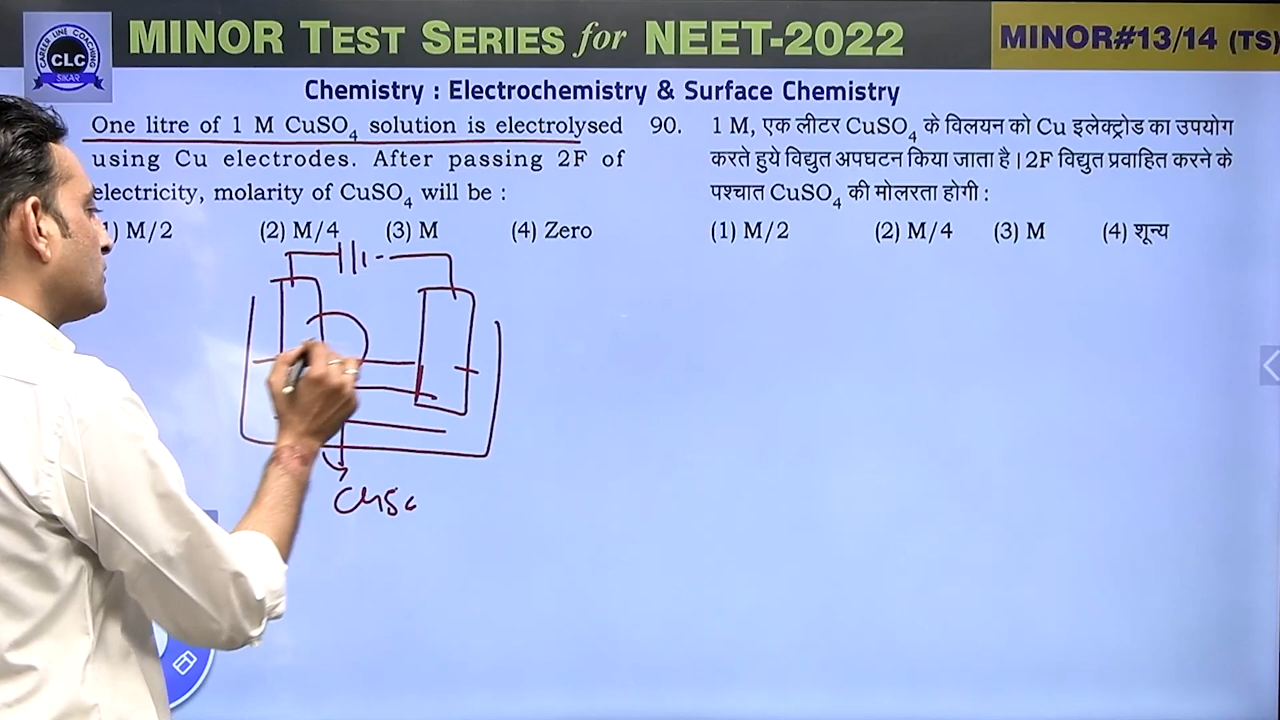 CAREER LINE COACHING
CLC
SIKAR
MINOR TEST SERIES for NEET-2022
MINOR#13/14 (TS)
Chemistry : Electrochemistry & Surface Chemistry
One litre of 1 M CuSO₄ solution is electrolysed
using Cu electrodes. After passing 2F of
electricity, molarity of CuSO₄ will be :
1) M/2 (2) M/4 (3) M (4) Zero
90. 1 M, एक लीटर CuSO₄ के विलयन को Cu इलेक्ट्रोड का उपयोग
करते हुये विद्युत अपघटन किया जाता है। 2F विद्युत प्रवाहित करने के
पश्चात CuSO₄ की मोलरता होगी :
(1) M/2 (2) M/4 (3) M (4) शून्य